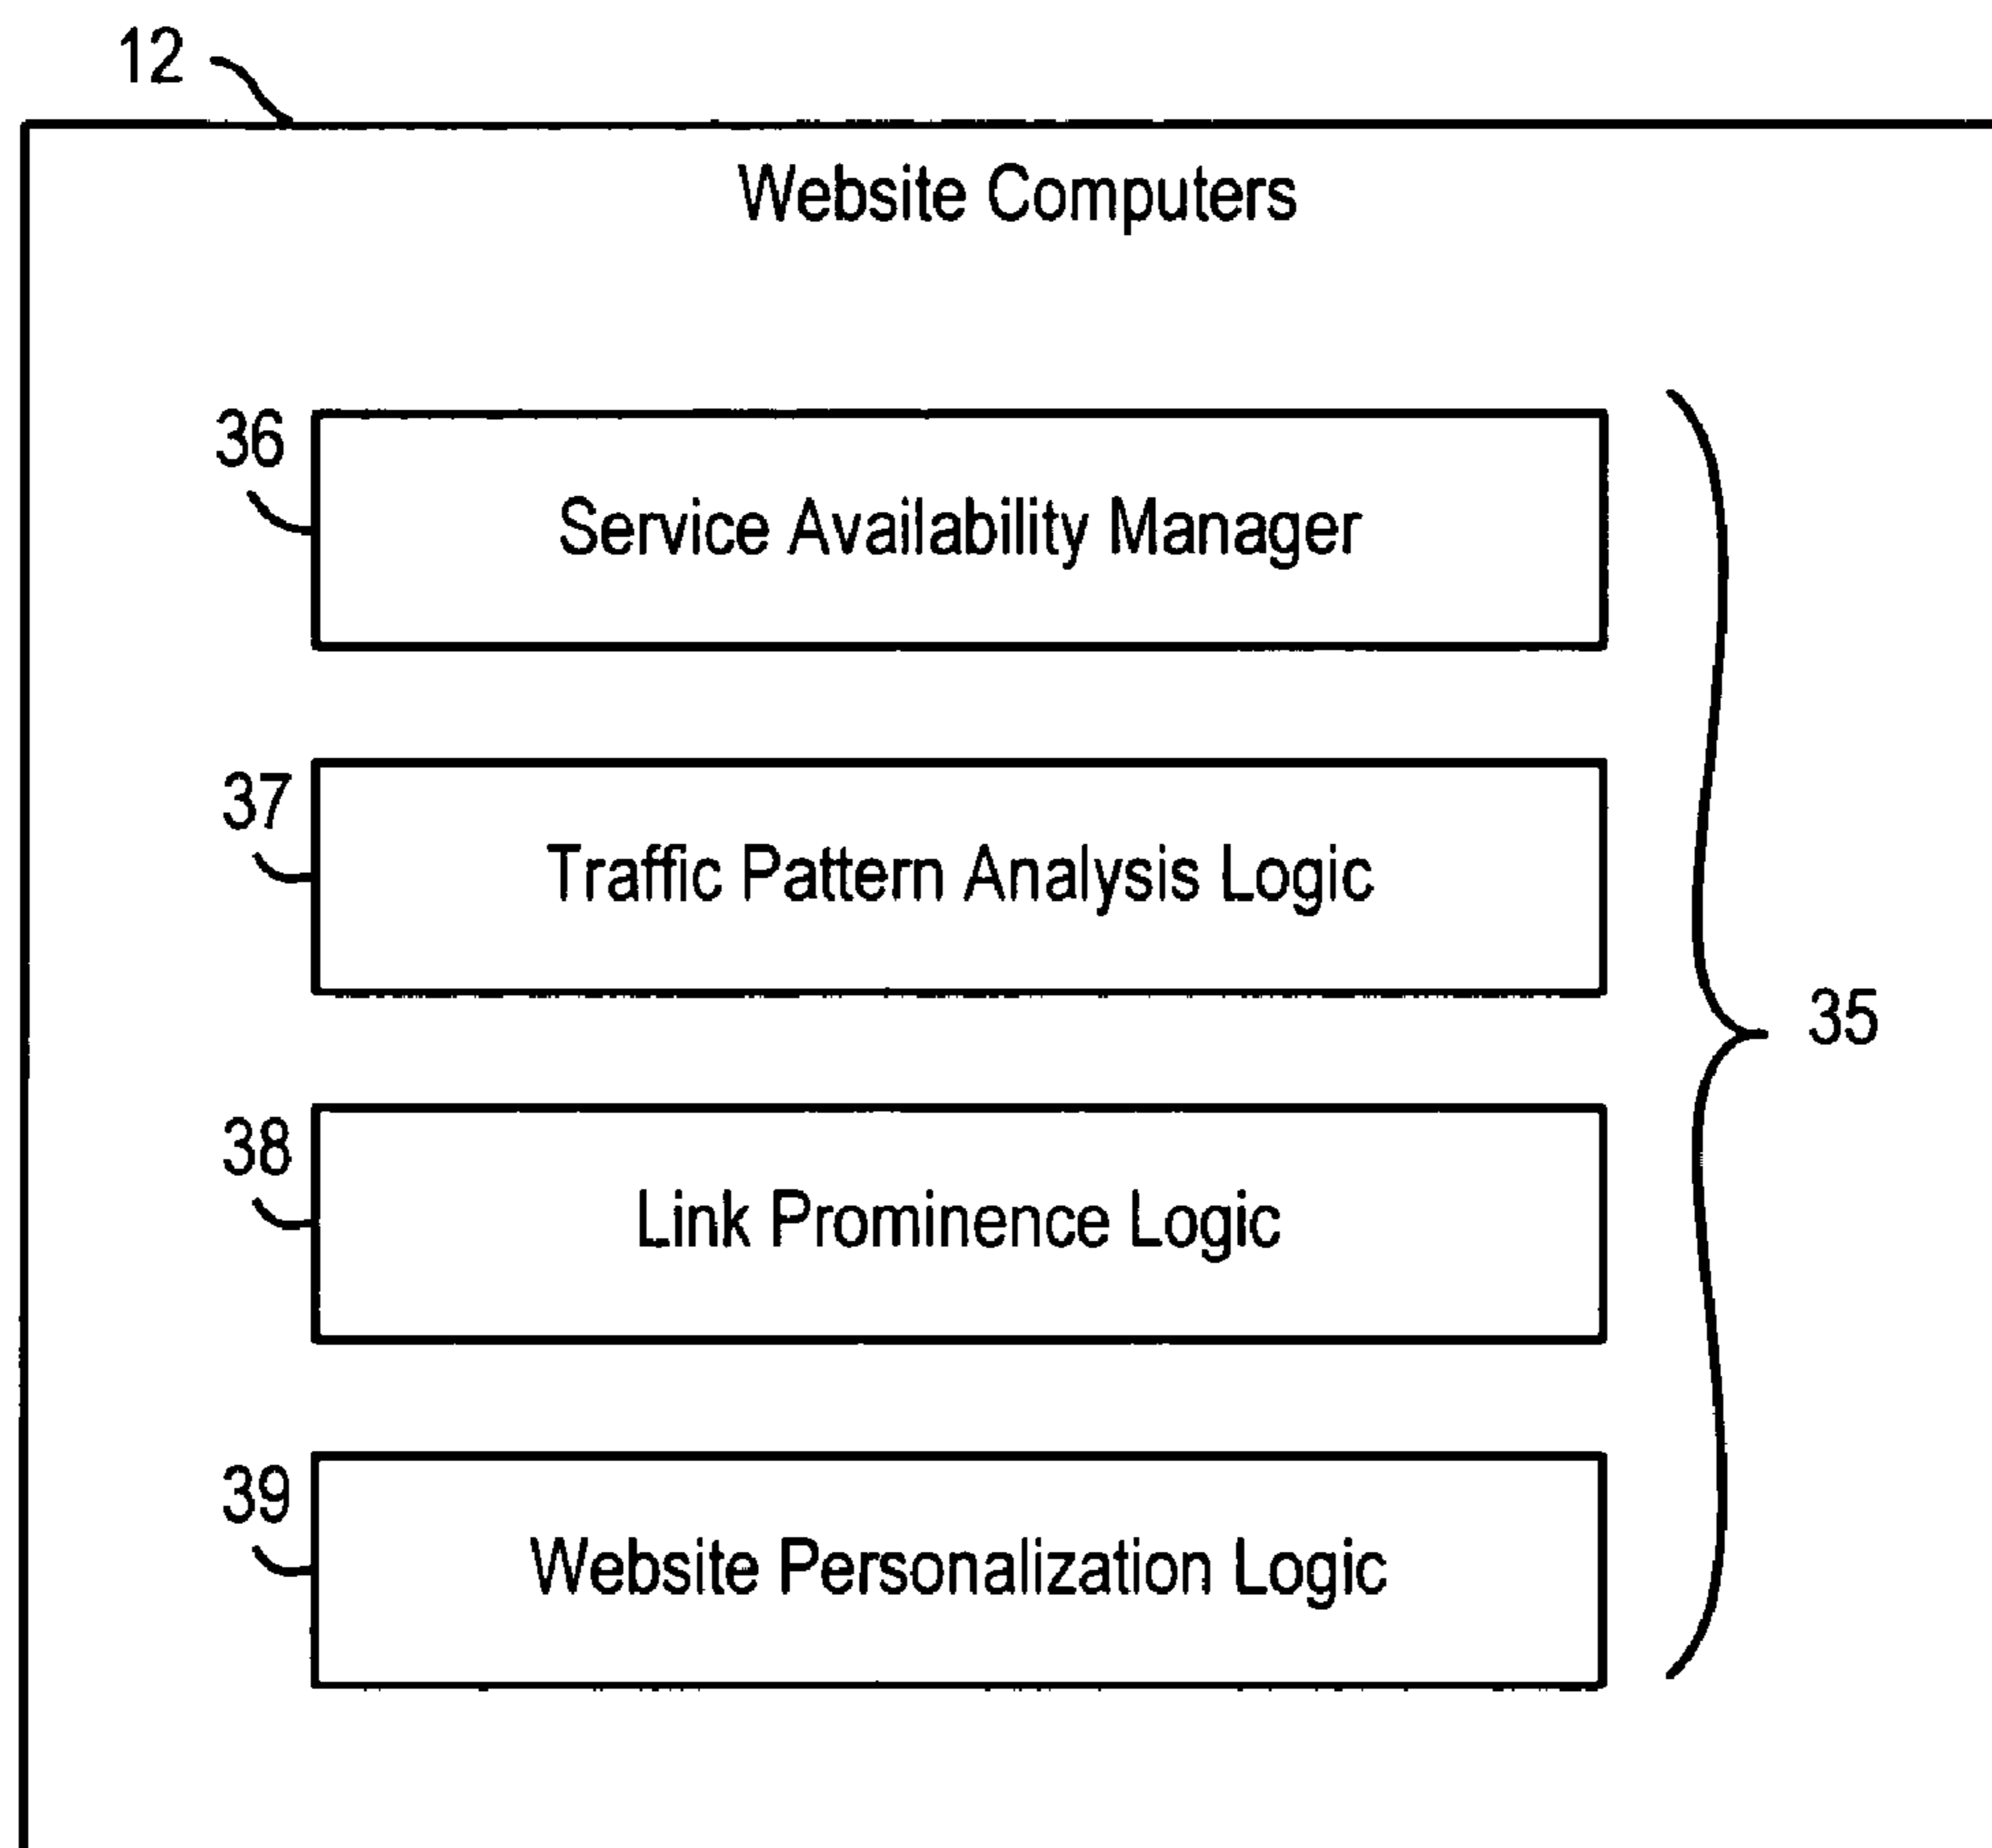 12
Website Computers
36
Service Availability Manager
37
Traffic Pattern Analysis Logic
35
38
Link Prominence Logic
39
Website Personalization Logic